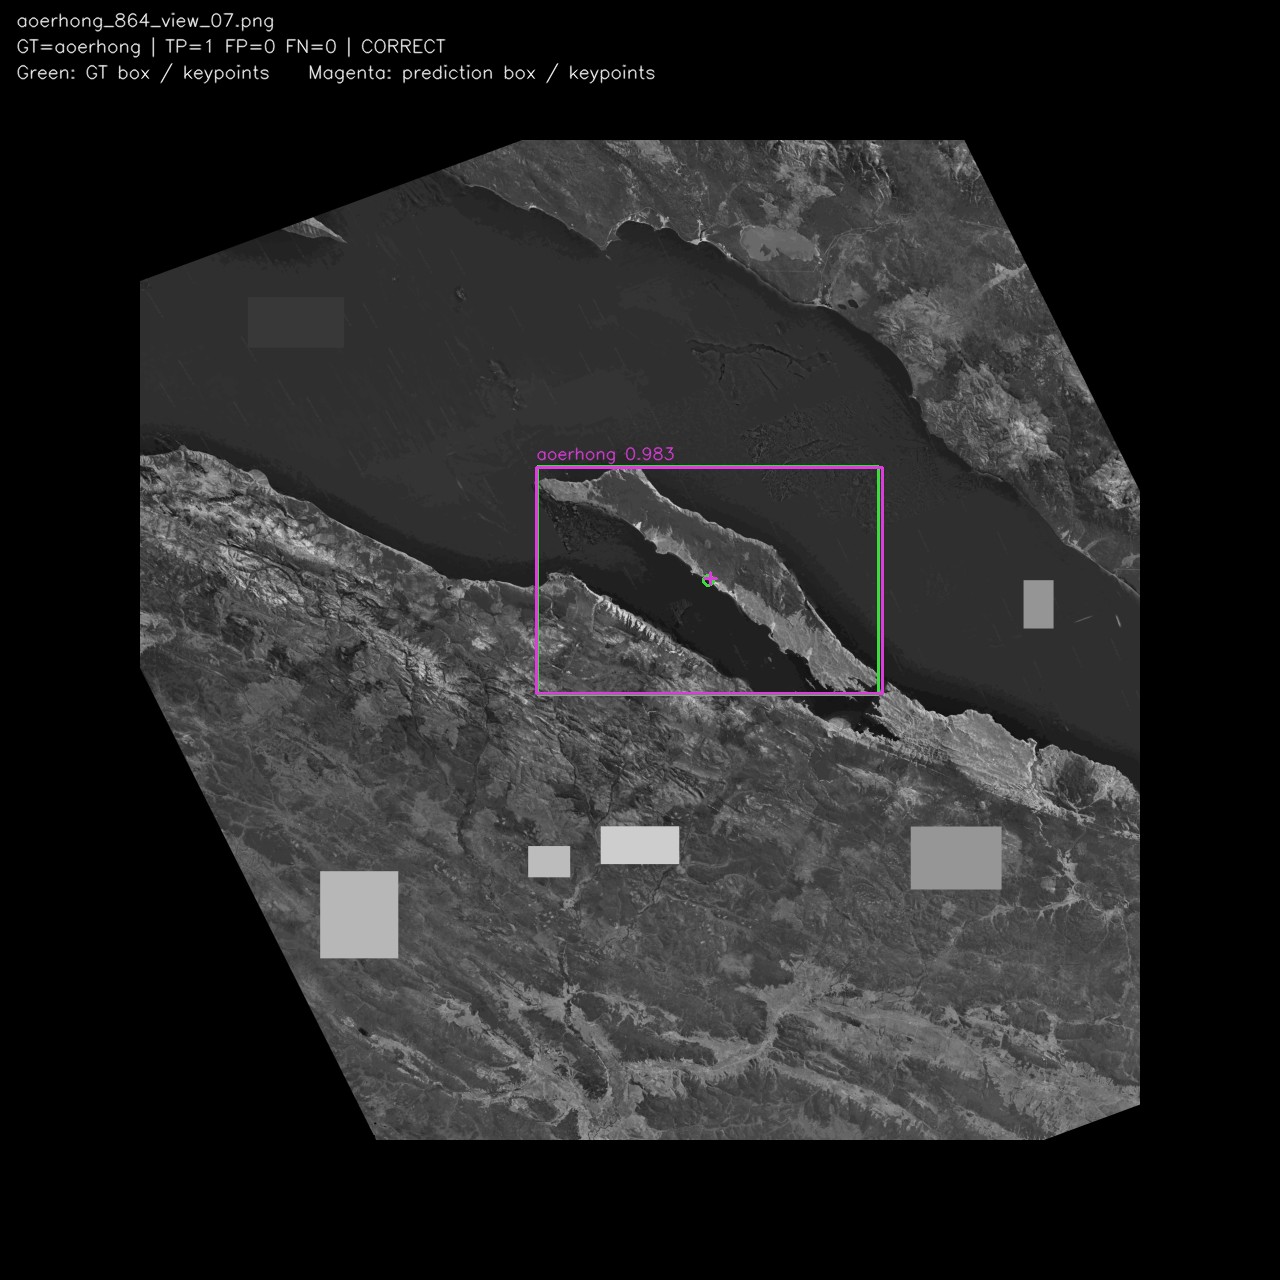 aoerhong_864_view_07.png
GT=aoerhong | TP=1 FP=0 FN=0 | CORRECT
Green: GT box / keypoints Magenta: prediction box / keypoints
aoerhong 0.983